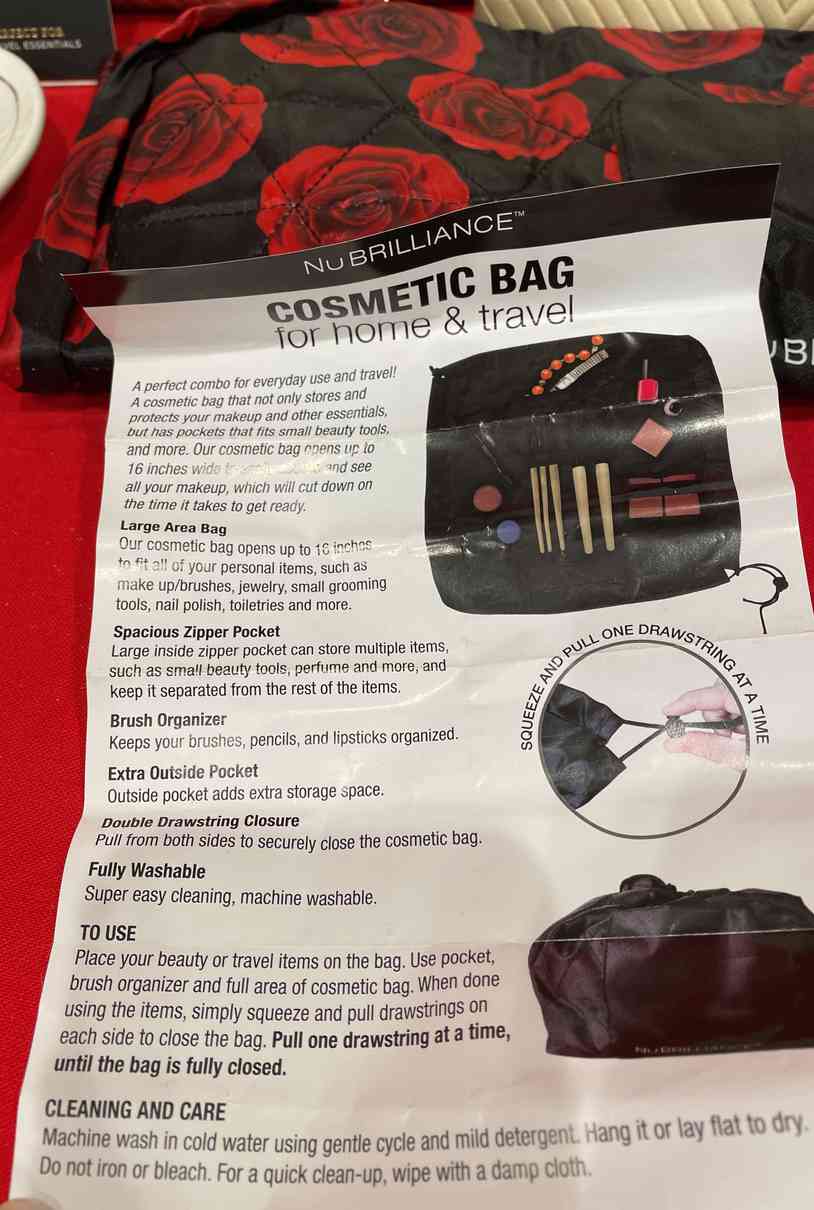 VEL ESSENTIALS
NUBRILLIANCE™
COSMETIC BAG
for home & travel
A perfect combo for everyday use and travel!
A cosmetic bag that not only stores and
protects your makeup and other essentials,
but has pockets that fits small beauty tools,
and more. Our cosmetic bag opens up to
16 inches wide and see
all your makeup, which will cut down on
the time it takes to get ready.
Large Area Bag
Our cosmetic bag opens up to 16 inches
to fit all of your personal items, such as
make up/brushes, jewelry, small grooming
tools, nail polish, toiletries and more.
Spacious Zipper Pocket
Large inside zipper pocket can store multiple items,
such as small beauty tools, perfume and more, and
keep it separated from the rest of the items.
SQUEEZE AND PULL ONE DRAWSTRING AT A TIME
Brush Organizer
Keeps your brushes, pencils, and lipsticks organized.
Extra Outside Pocket
Outside pocket adds extra storage space.
Double Drawstring Closure
Pull from both sides to securely close the cosmetic bag.
Fully Washable
Super easy cleaning, machine washable.
TO USE
Place your beauty or travel items on the bag. Use pocket,
brush organizer and full area of cosmetic bag. When done
using the items, simply squeeze and pull drawstrings on
each side to close the bag. Pull one drawstring at a time,
until the bag is fully closed.
NUBRILLIANCE
CLEANING AND CARE
Machine wash in cold water using gentle cycle and mild detergent. Hang it or lay flat to dry.
Do not iron or bleach. For a quick clean-up, wipe with a damp cloth.